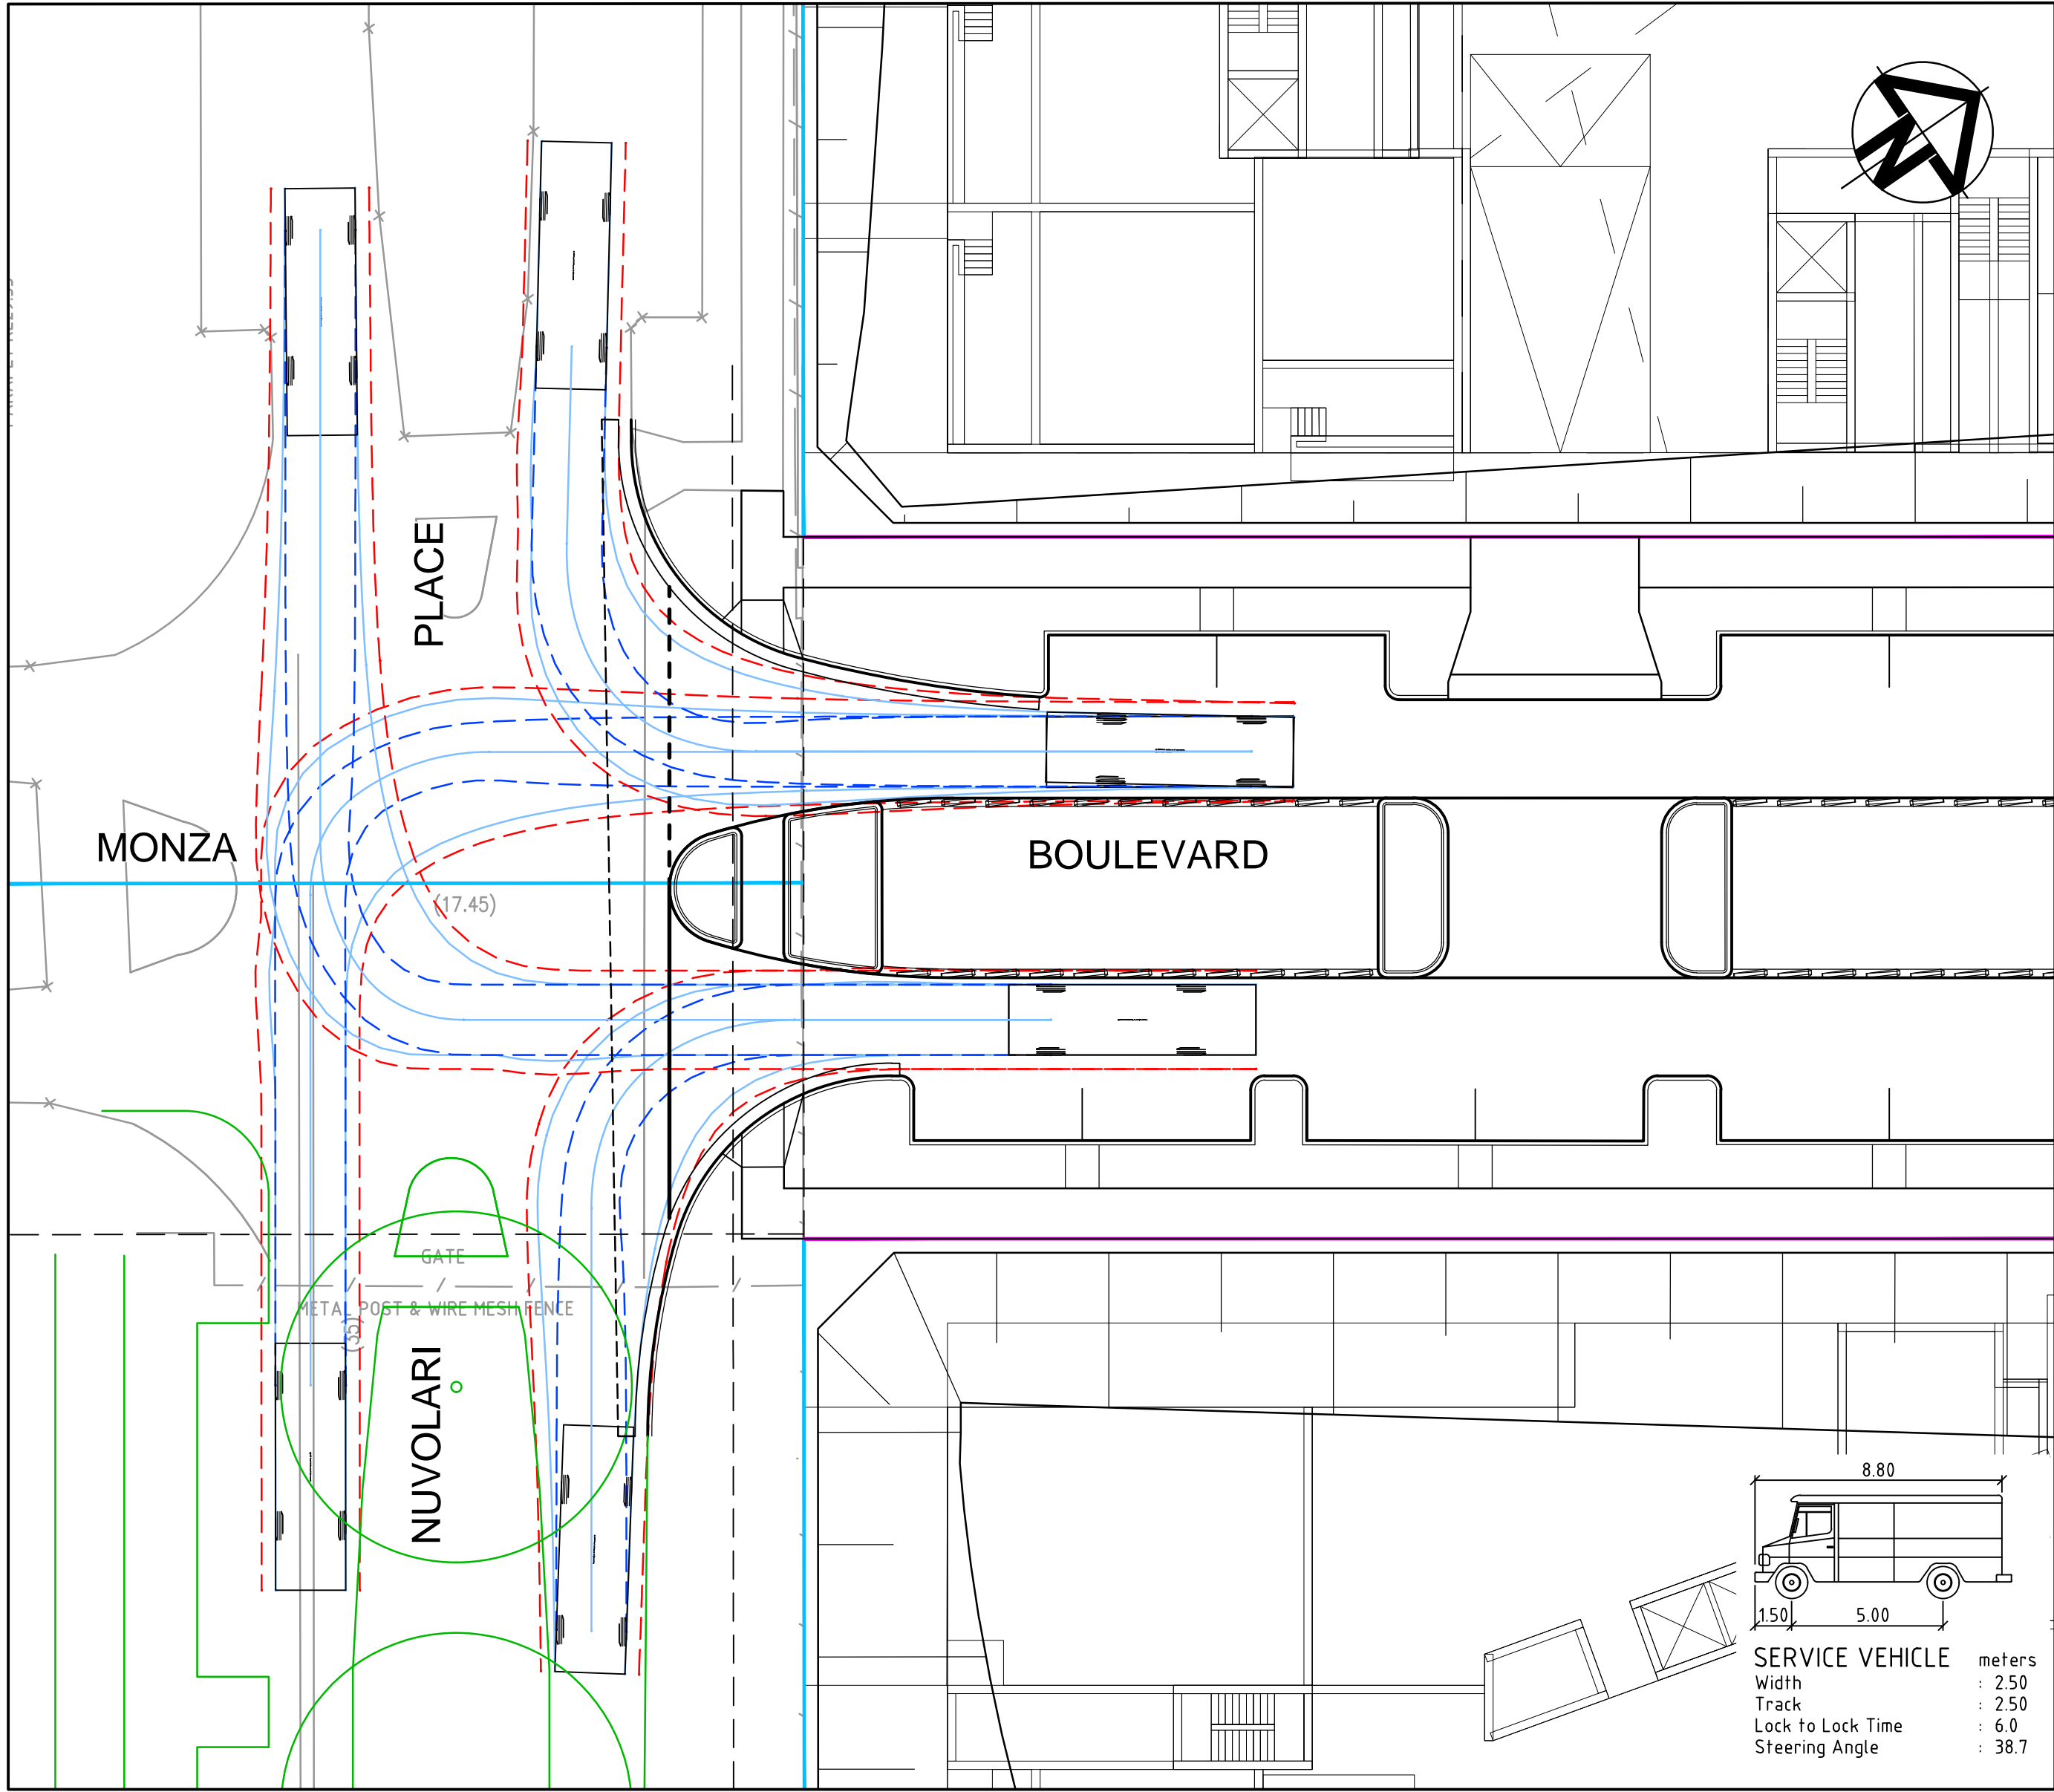 PLACE
MONZA
BOULEVARD
(17.45)
GATE
METAL POST & WIRE MESH FENCE
(55)
NUVOLARI
N
8.80
1.50
5.00
SERVICE VEHICLE meters
Width : 2.50
Track : 2.50
Lock to Lock Time : 6.0
Steering Angle : 38.7